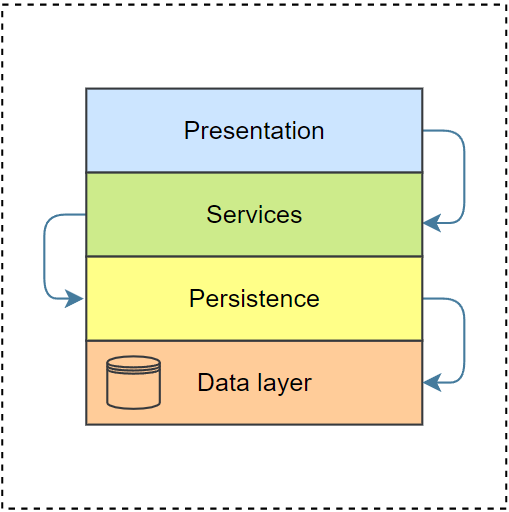 Presentation
Services
Persistence
Data layer